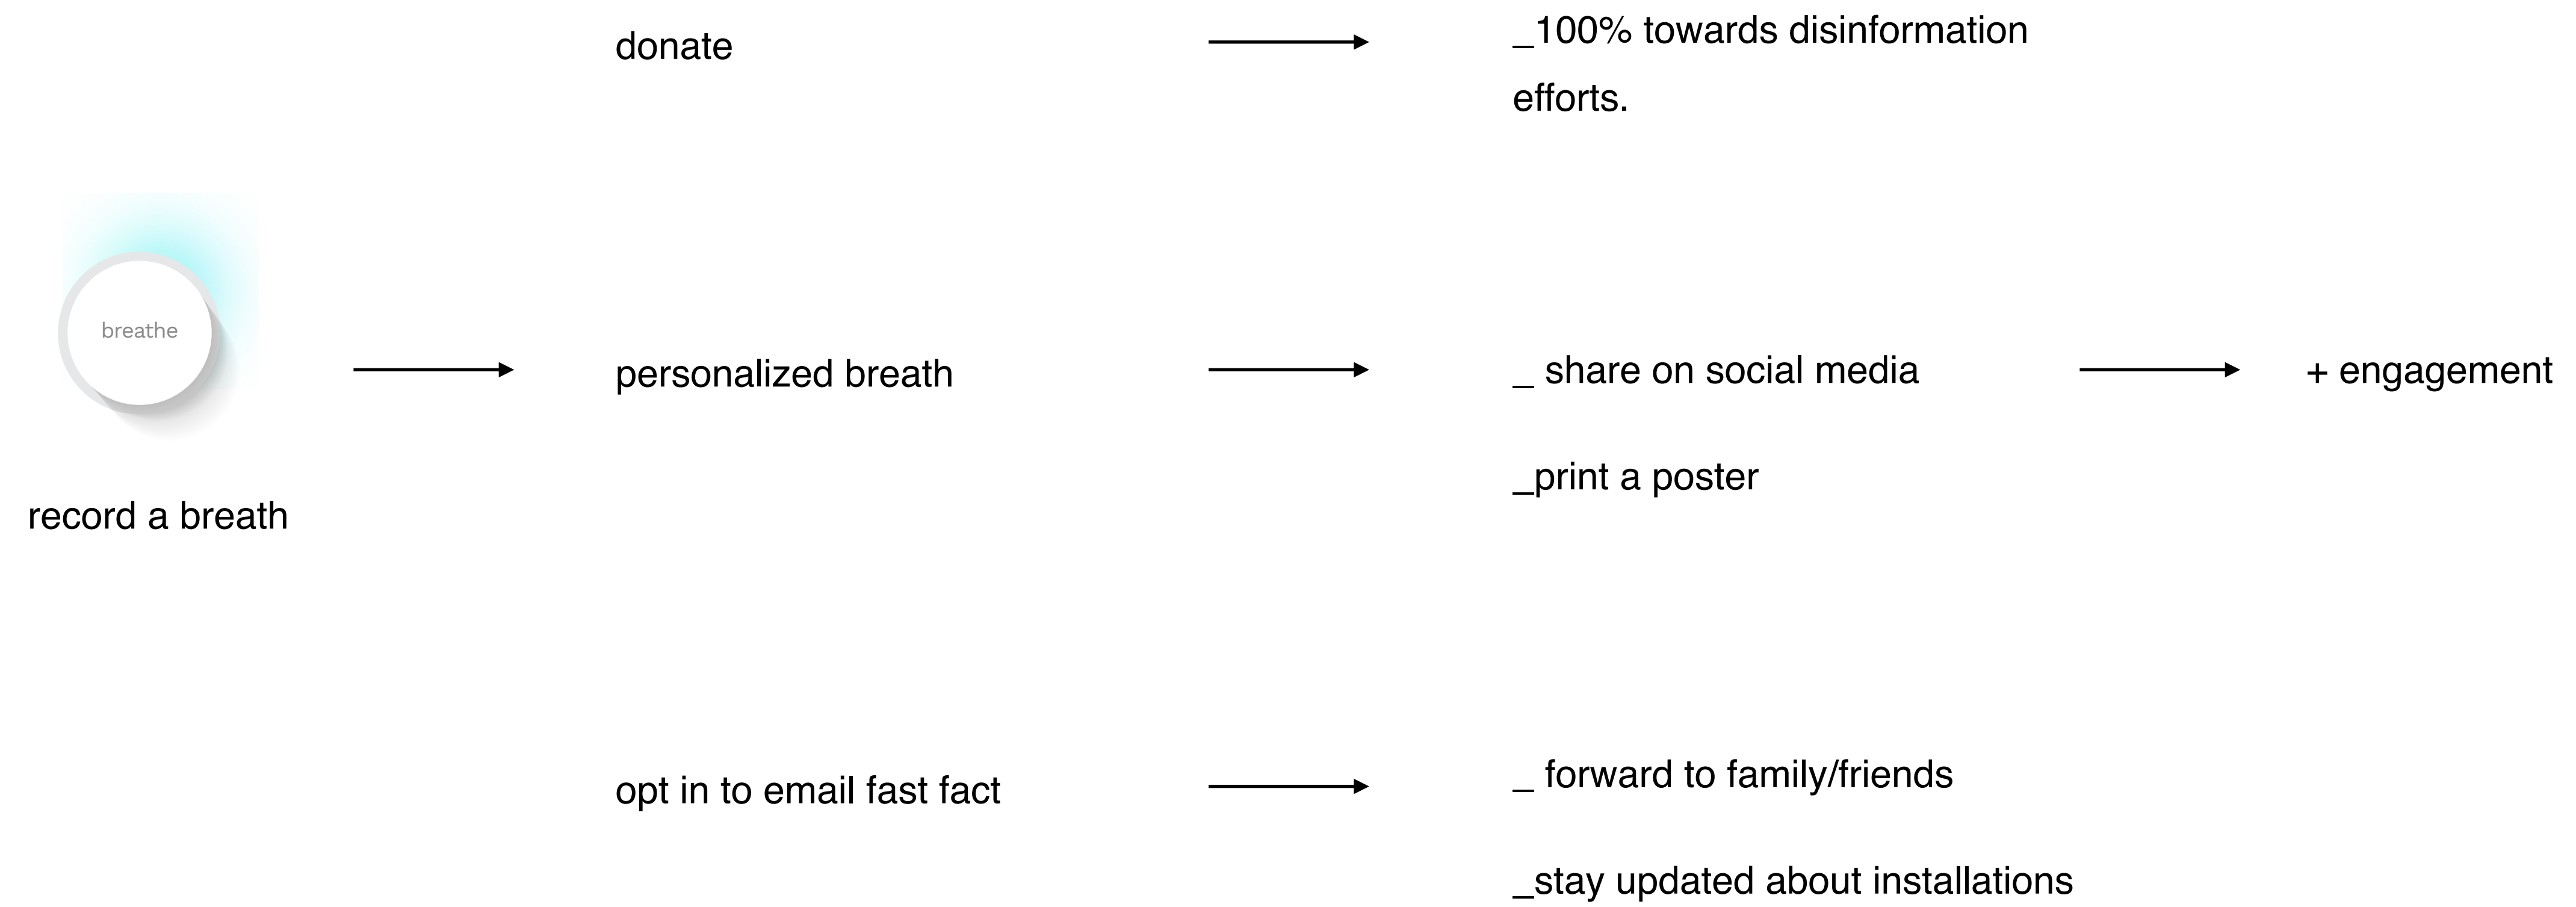 donate
_100% towards disinformation
efforts.
breathe
record a breath
personalized breath
_ share on social media
+ engagement
_print a poster
opt in to email fast fact
_ forward to family/friends
_stay updated about installations